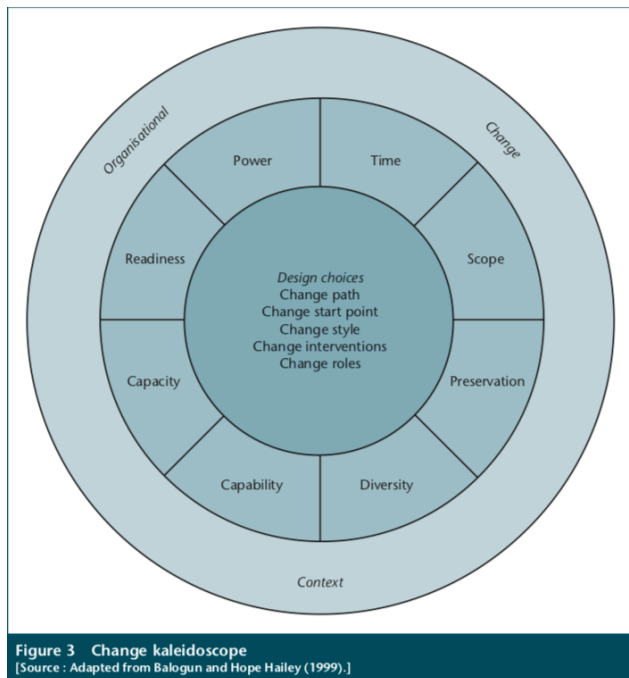 Organisational
Change
Power
Time
Readiness
Scope
Design choices
Change path
Change start point
Change style
Change interventions
Change roles
Capacity
Preservation
Capability
Diversity
Context
Figure 3 Change kaleidoscope
[Source : Adapted from Balogun and Hope Hailey (1999).]